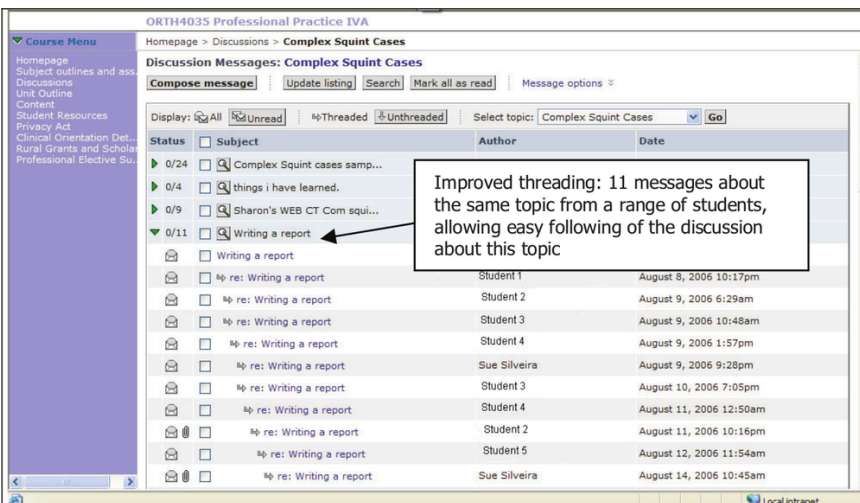 ORTH4035 Professional Practice IVA
Course Menu
Homepage
Subject outlines and ass.
Discussions
Unit Outline
Content
Student Resources
Privacy Act
Clinical Orientation Det...
Rural Grants and Scholar
Professional Elective Su..
Homepage > Discussions > Complex Squint Cases
Discussion Messages: Complex Squint Cases
Compose message Update listing Search Mark all as read Message options
Display: All Unread Threaded Unthreaded Select topic: Complex Squint Cases Go
Status Subject Author Date
0/24 Complex Squint cases samp...
0/4 things i have learned.
0/9 Sharon's WEB CT Com squi...
0/11 Writing a report
Improved threading: 11 messages about
the same topic from a range of students,
allowing easy following of the discussion
about this topic
Writing a report
re: Writing a report Student 1 August 8, 2006 10:17pm
re: Writing a report Student 2 August 9, 2006 6:29am
re: Writing a report Student 3 August 9, 2006 10:48am
re: Writing a report Student 4 August 9, 2006 1:57pm
re: Writing a report Sue Silveira August 9, 2006 9:28pm
re: Writing a report Student 3 August 10, 2006 7:05pm
re: Writing a report Student 4 August 11, 2006 12:50am
re: Writing a report Student 2 August 11, 2006 10:16pm
re: Writing a report Student 5 August 12, 2006 11:54am
re: Writing a report Sue Silveira August 14, 2006 10:45am
Local intranet